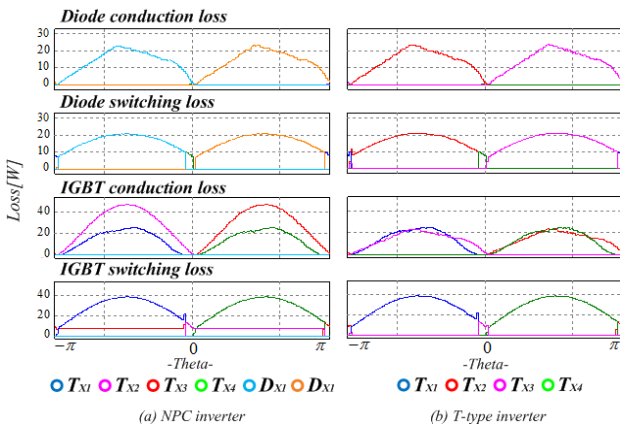 Diode conduction loss
30
20
10
0
Diode switching loss
30
20
10
0
Loss[W]
IGBT conduction loss
40
20
0
IGBT switching loss
40
20
0
−π 0 π
-Theta-
−π 0 π
-Theta-
TX1 TX2 TX3 TX4 DX1 DX1
TX1 TX2 TX3 TX4
(a) NPC inverter
(b) T-type inverter